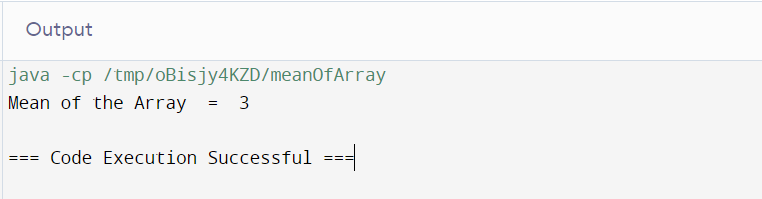 Output
java -cp /tmp/oBisjy4KZD/meanOfArray
Mean of the Array  =  3
=== Code Execution Successful ===